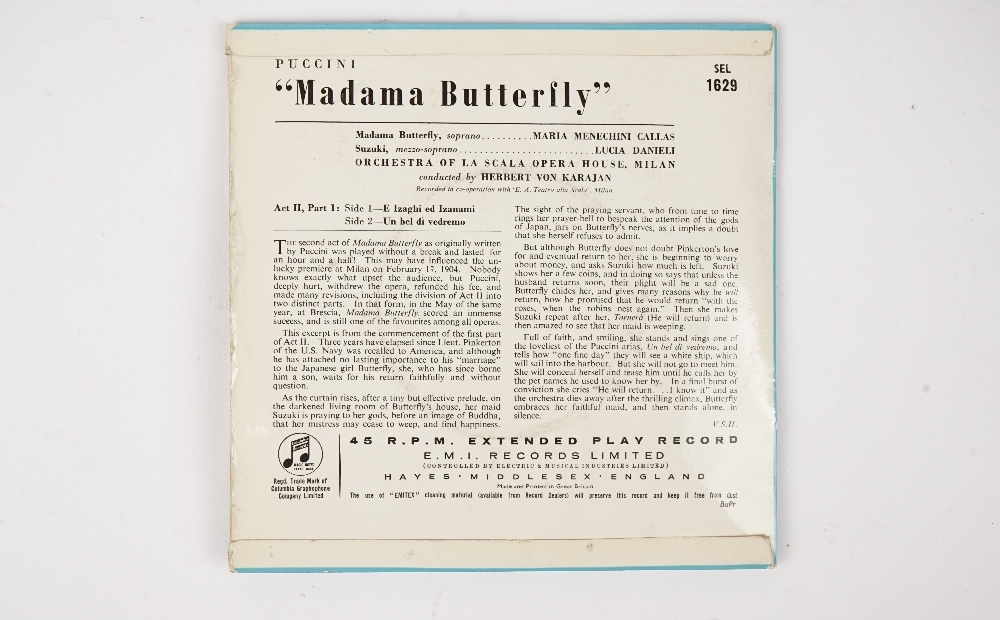 PUCCINI
SEL
1629
“Madama Butterfly”
Madama Butterfly, soprano..........MARIA MENECHINI CALLAS
Suzuki, mezzo-soprano.........................LUCIA DANIELI
ORCHESTRA OF LA SCALA OPERA HOUSE, MILAN
conducted by HERBERT VON KARAJAN
Recorded in co-operation with ‘E. A. Teatro alla Scala’, Milan
Act II, Part 1: Side 1—E Izaghi ed Izanami
Side 2—Un bel di vedremo
THE second act of Madama Butterfly as originally written
by Puccini was played without a break and lasted for
an hour and a half! This may have influenced the un-
lucky première at Milan on February 17, 1904. Nobody
knows exactly what upset the audience, but Puccini,
deeply hurt, withdrew the opera, refunded his fee, and
made many revisions, including the division of Act II into
two distinct parts. In that form, in the May of the same
year, at Brescia, Madama Butterfly scored an immense
success, and is still one of the favourites among all operas.
This excerpt is from the commencement of the first part
of Act II. Three years have elapsed since Lieut. Pinkerton
of the U.S. Navy was recalled to America, and although
he has attached no lasting importance to his “marriage”
to the Japanese girl Butterfly, she, who has since borne
him a son, waits for his return faithfully and without
question.
As the curtain rises, after a tiny but effective prelude, on
the darkened living room of Butterfly's house, her maid
Suzuki is praying to her gods, before an image of Buddha,
that her mistress may cease to weep, and find happiness.
The sight of the praying servant, who from time to time
rings her prayer-bell to bespeak the attention of the gods
of Japan, jars on Butterfly's nerves, as it implies a doubt
that she herself refuses to admit.
But although Butterfly does not doubt Pinkerton's love
for and eventual return to her, she is beginning to worry
about money, and asks Suzuki how much is left. Suzuki
shows her a few coins, and in doing so says that unless the
husband returns soon, their plight will be a sad one.
Butterfly chides her, and gives many reasons why he will
return, how he promised that he would return “with the
roses, when the robins nest again.” Then she makes
Suzuki repeat after her, Tornerà (He will return) and is
then amazed to see that her maid is weeping.
Full of faith, and smiling, she stands and sings one of
the loveliest of the Puccini arias, Un bel di vedremo, and
tells how “one fine day” they will see a white ship, which
will sail into the harbour. But she will not go to meet him.
She will conceal herself and tease him until he calls her by
the pet names he used to know her by. In a final burst of
conviction she cries “He will return. . .I know it” and as
the orchestra dies away after the thrilling climax, Butterfly
embraces her faithful maid, and then stands alone, in
silence.
V.S.H.
MAGIC NOTES
Regd. Trade Mark of
Columbia Graphophone
Company Limited
45 R.P.M. EXTENDED PLAY RECORD
E.M.I. RECORDS LIMITED
(CONTROLLED BY ELECTRIC & MUSICAL INDUSTRIES LIMITED)
HAYES · MIDDLESEX · ENGLAND
Made and Printed in Great Britain
The use of “EMITEX” cleaning material (available from Record Dealers) will preserve this record and keep it free from dust
BuPr